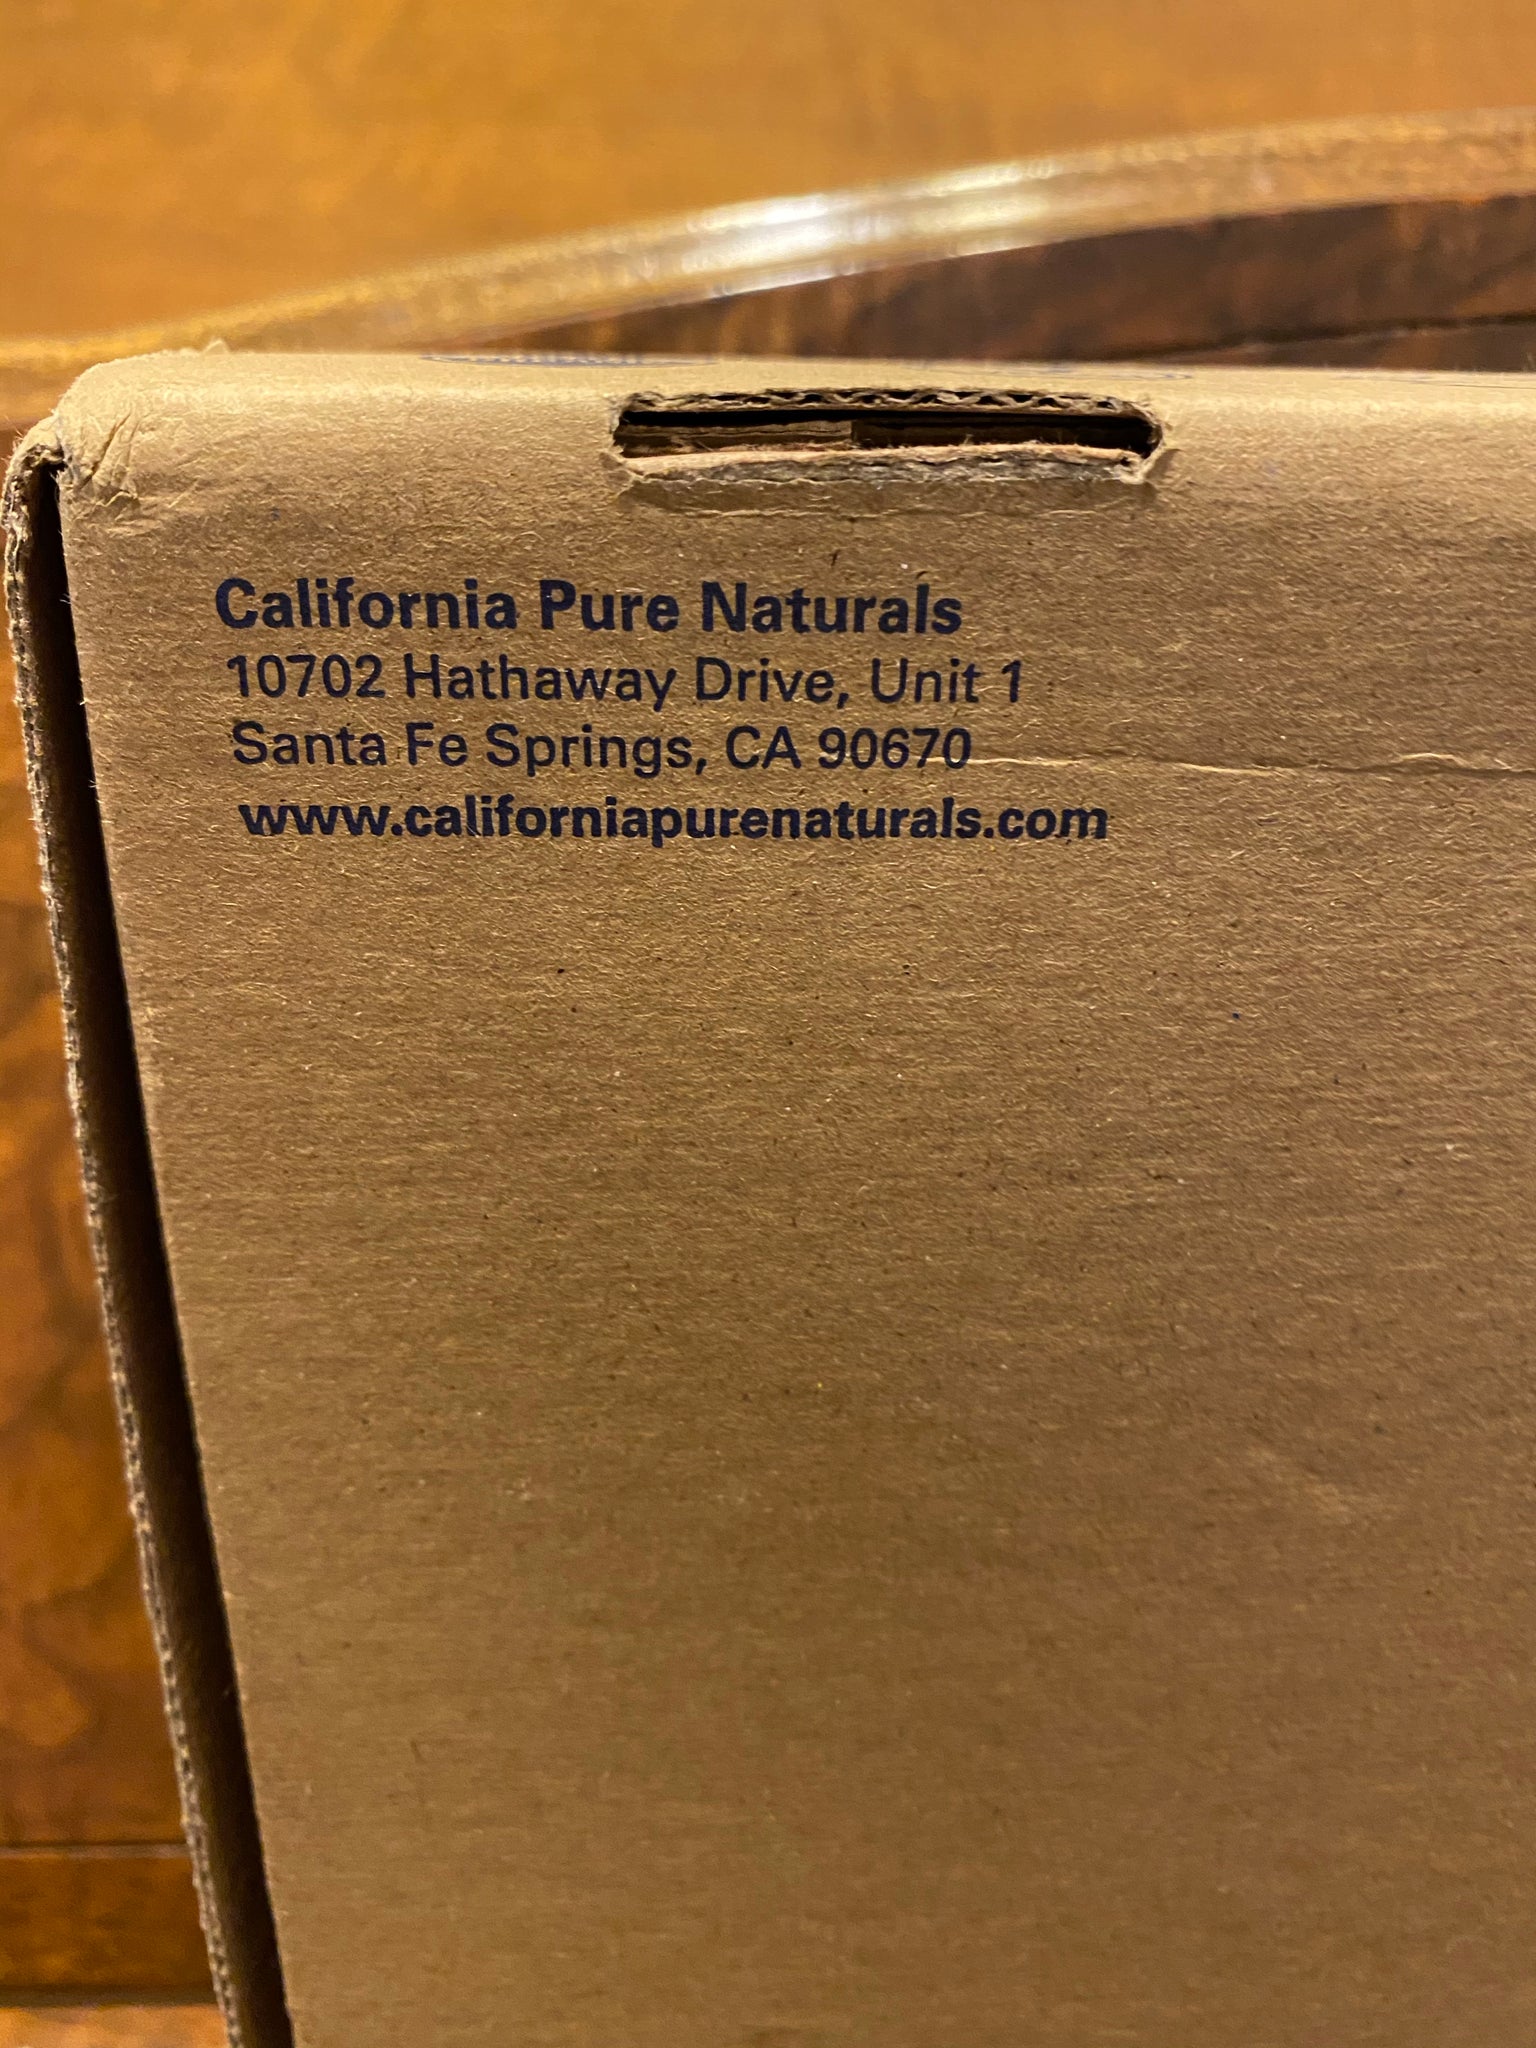 California Pure Naturals
10702 Hathaway Drive, Unit 1
Santa Fe Springs, CA 90670
www.californiapurenaturals.com